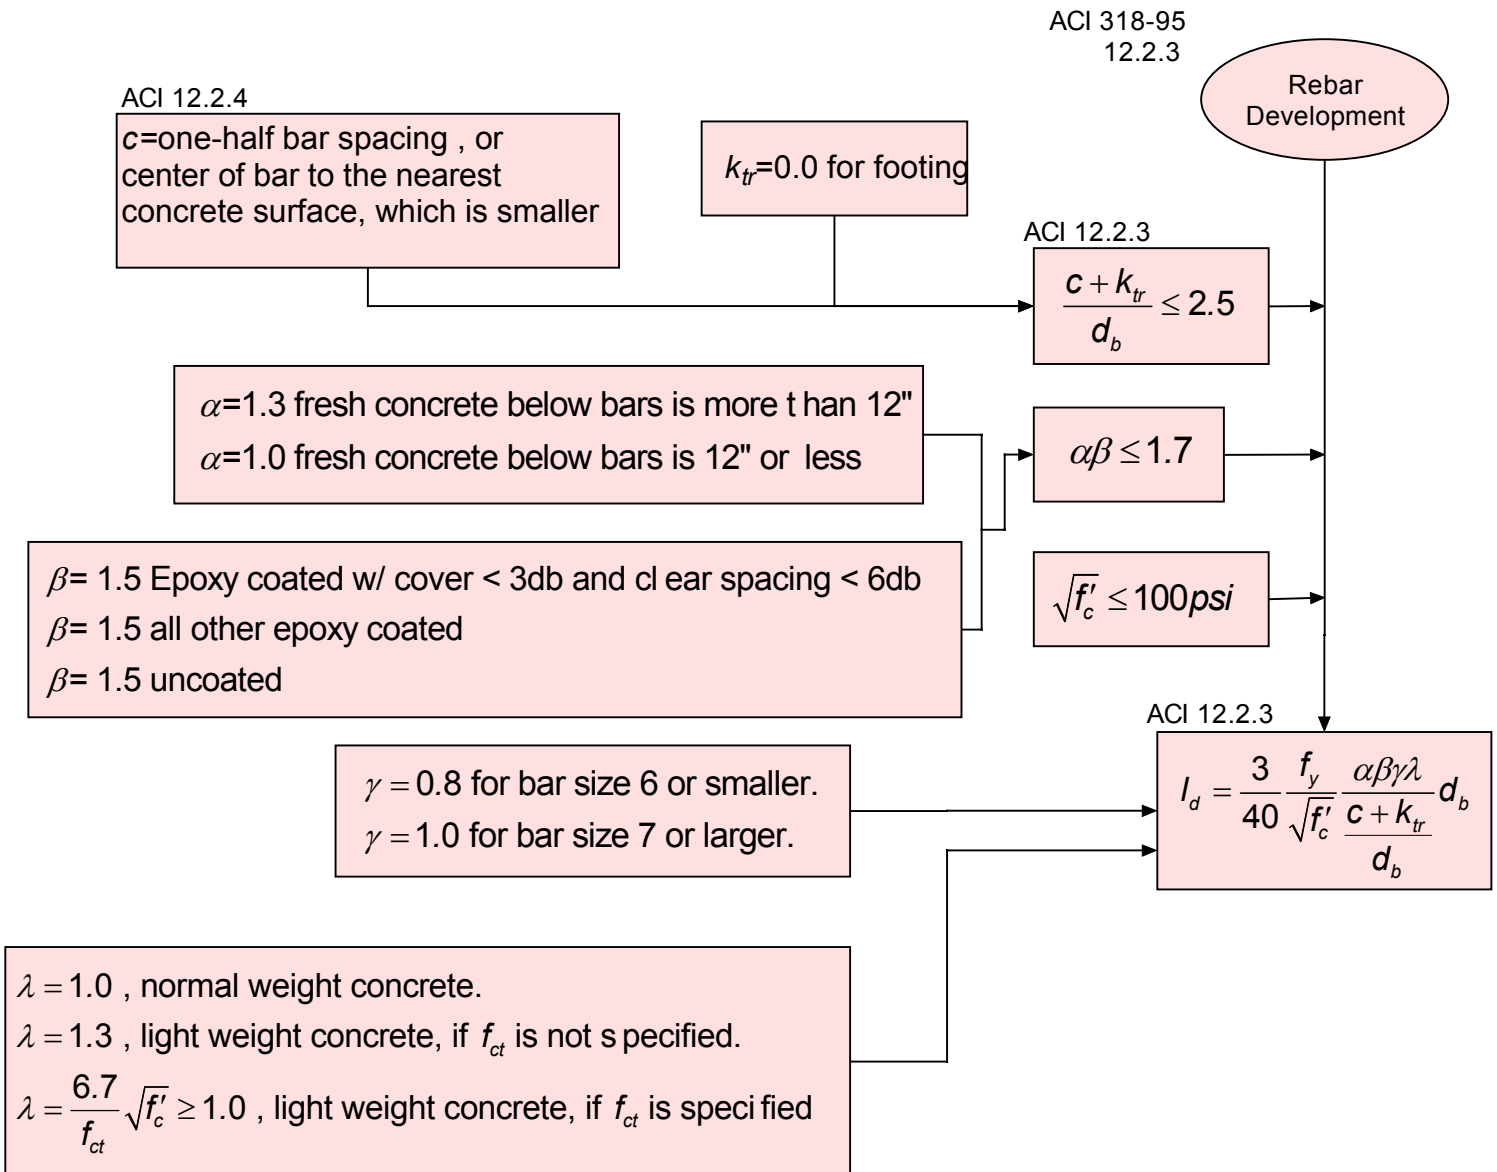 ACI 318-95
12.2.3
Rebar
Development
ACI 12.2.4
c=one-half bar spacing , or
center of bar to the nearest
concrete surface, which is smaller
k_tr=0.0 for footing
ACI 12.2.3
(c + k_tr)/d_b ≤ 2.5
α=1.3 fresh concrete below bars is more t han 12"
α=1.0 fresh concrete below bars is 12" or less
αβ ≤ 1.7
β= 1.5 Epoxy coated w/ cover < 3db and cl ear spacing < 6db
β= 1.5 all other epoxy coated
β= 1.5 uncoated
√f'_c ≤ 100psi
ACI 12.2.3
l_d = 3/40 f_y/√f'_c αβγλ/((c + k_tr)/d_b) d_b
γ = 0.8 for bar size 6 or smaller.
γ = 1.0 for bar size 7 or larger.
λ = 1.0 , normal weight concrete.
λ = 1.3 , light weight concrete, if f_ct is not s pecified.
λ = 6.7/f_ct √f'_c ≥ 1.0 , light weight concrete, if f_ct is speci fied